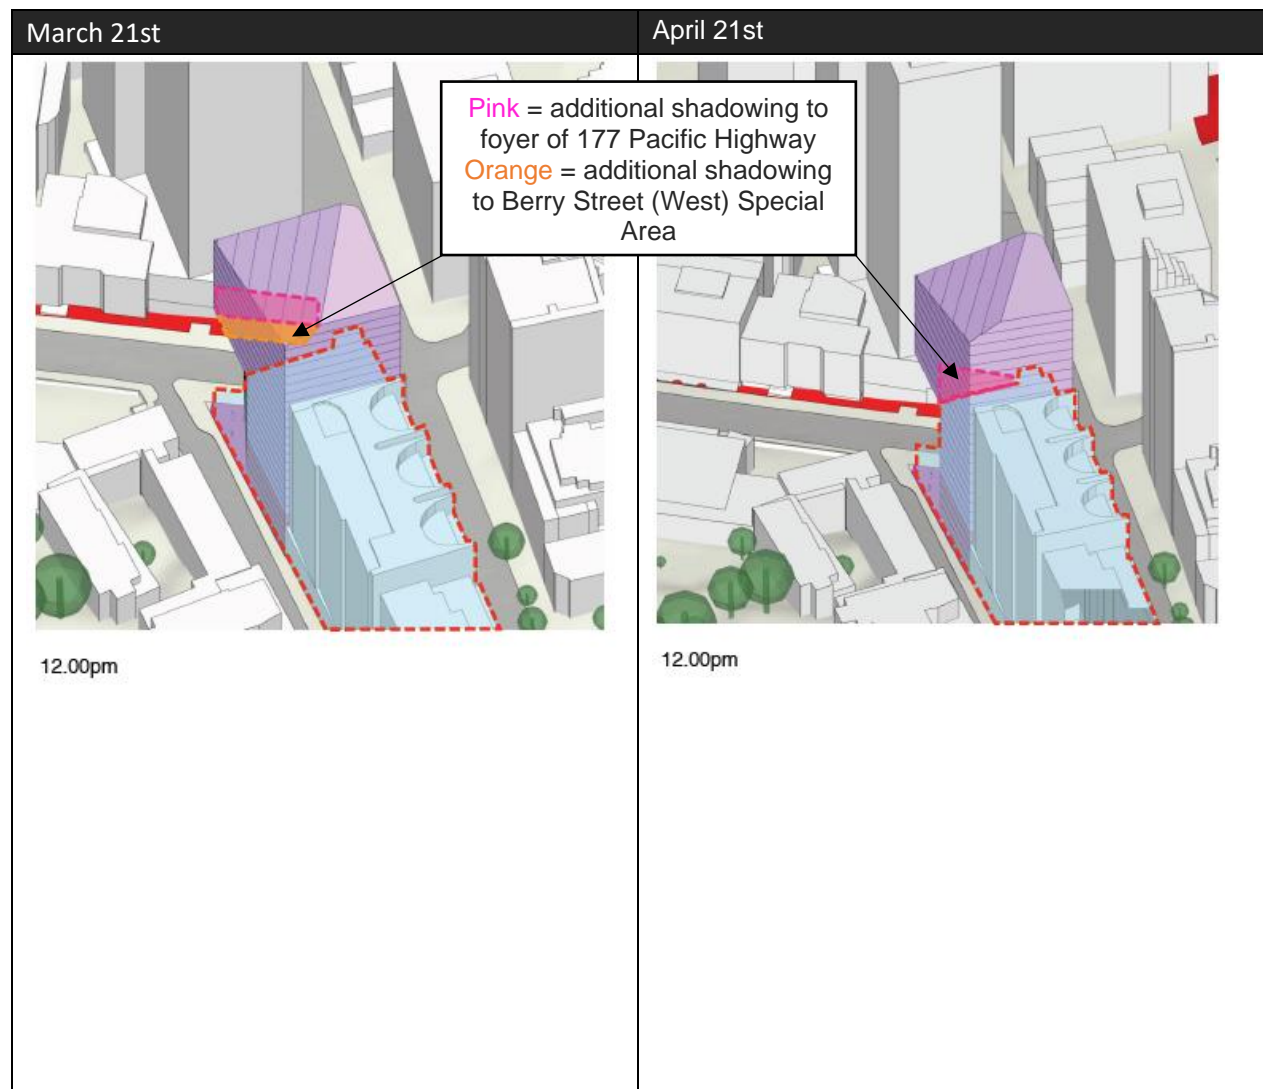 March 21st
April 21st
Pink = additional shadowing to
foyer of 177 Pacific Highway
Orange = additional shadowing
to Berry Street (West) Special
Area
12.00pm
12.00pm